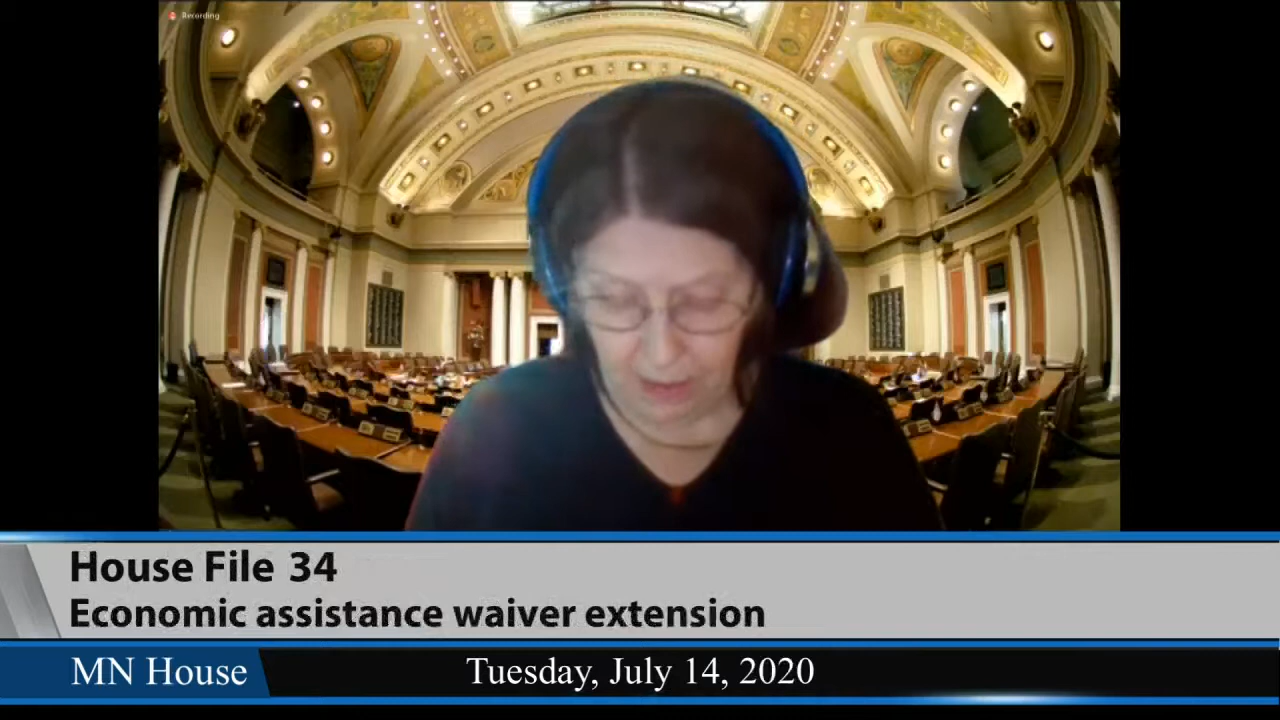 Recording
House File 34
Economic assistance waiver extension
MN House
Tuesday, July 14, 2020